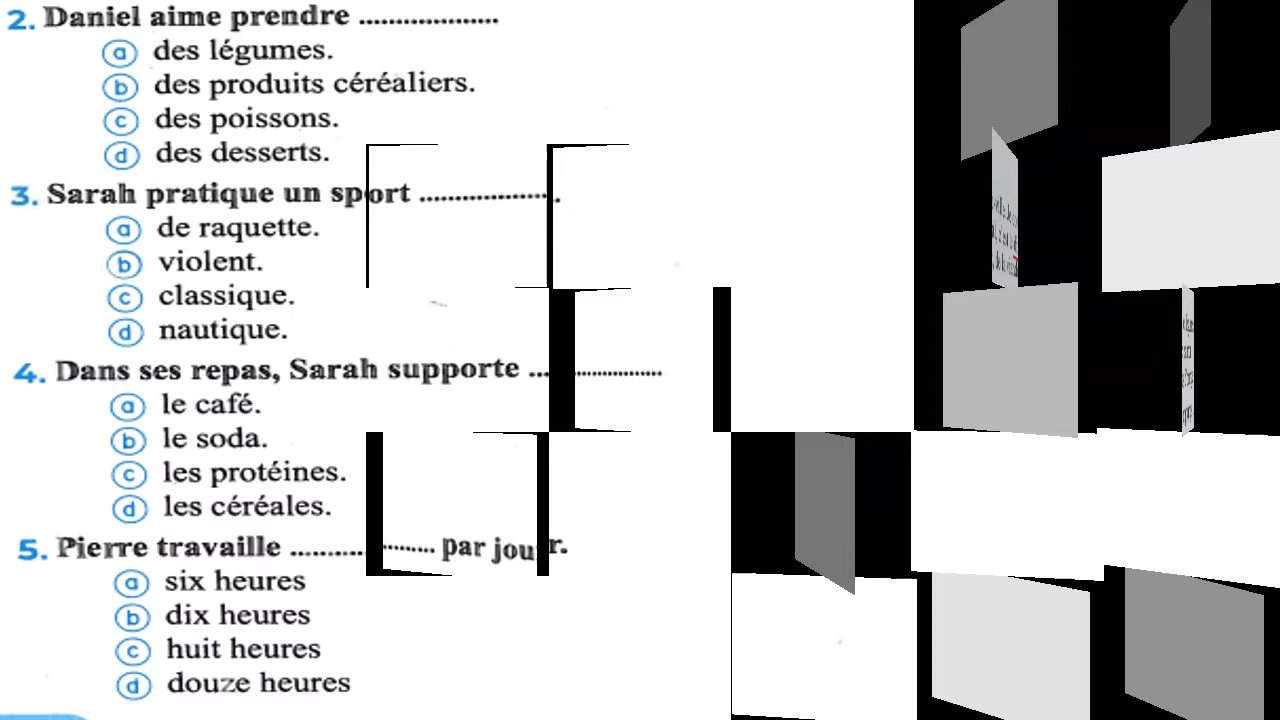 2. Daniel aime prendre ....................
a des légumes.
b des produits céréaliers.
c des poissons.
d des desserts.
3. Sarah pratique un sport ....................
a de raquette.
b violent.
c classique.
d nautique.
4. Dans ses repas, Sarah supporte ....................
a le café.
b le soda.
c les protéines.
d les céréales.
5. Pierre travaille .................... par jour.
a six heures
b dix heures
c huit heures
d douze heures